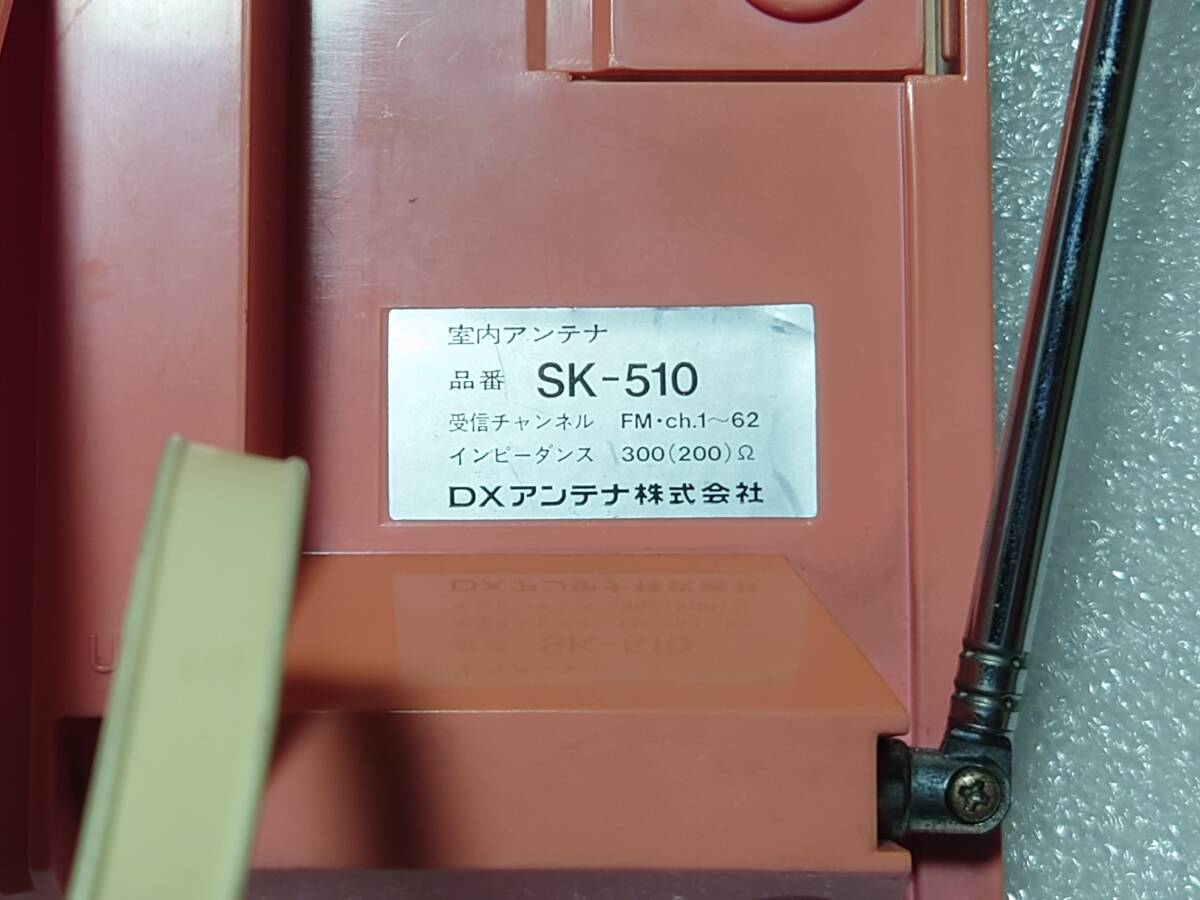 室内アンテナ
品番 SK-510
受信チャンネル FM・ch.1〜62
インピーダンス 300(200)Ω
DXアンテナ株式会社